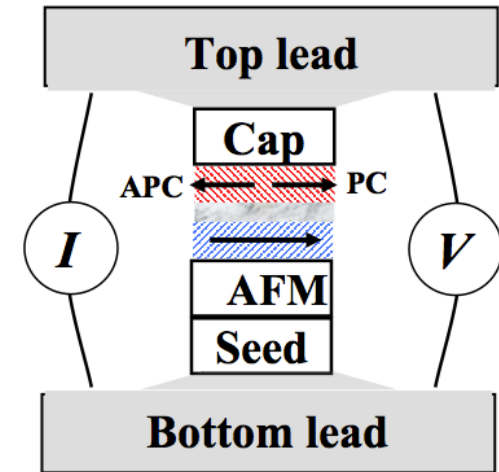 Top lead
Cap
APC
PC
I
V
AFM
Seed
Bottom lead